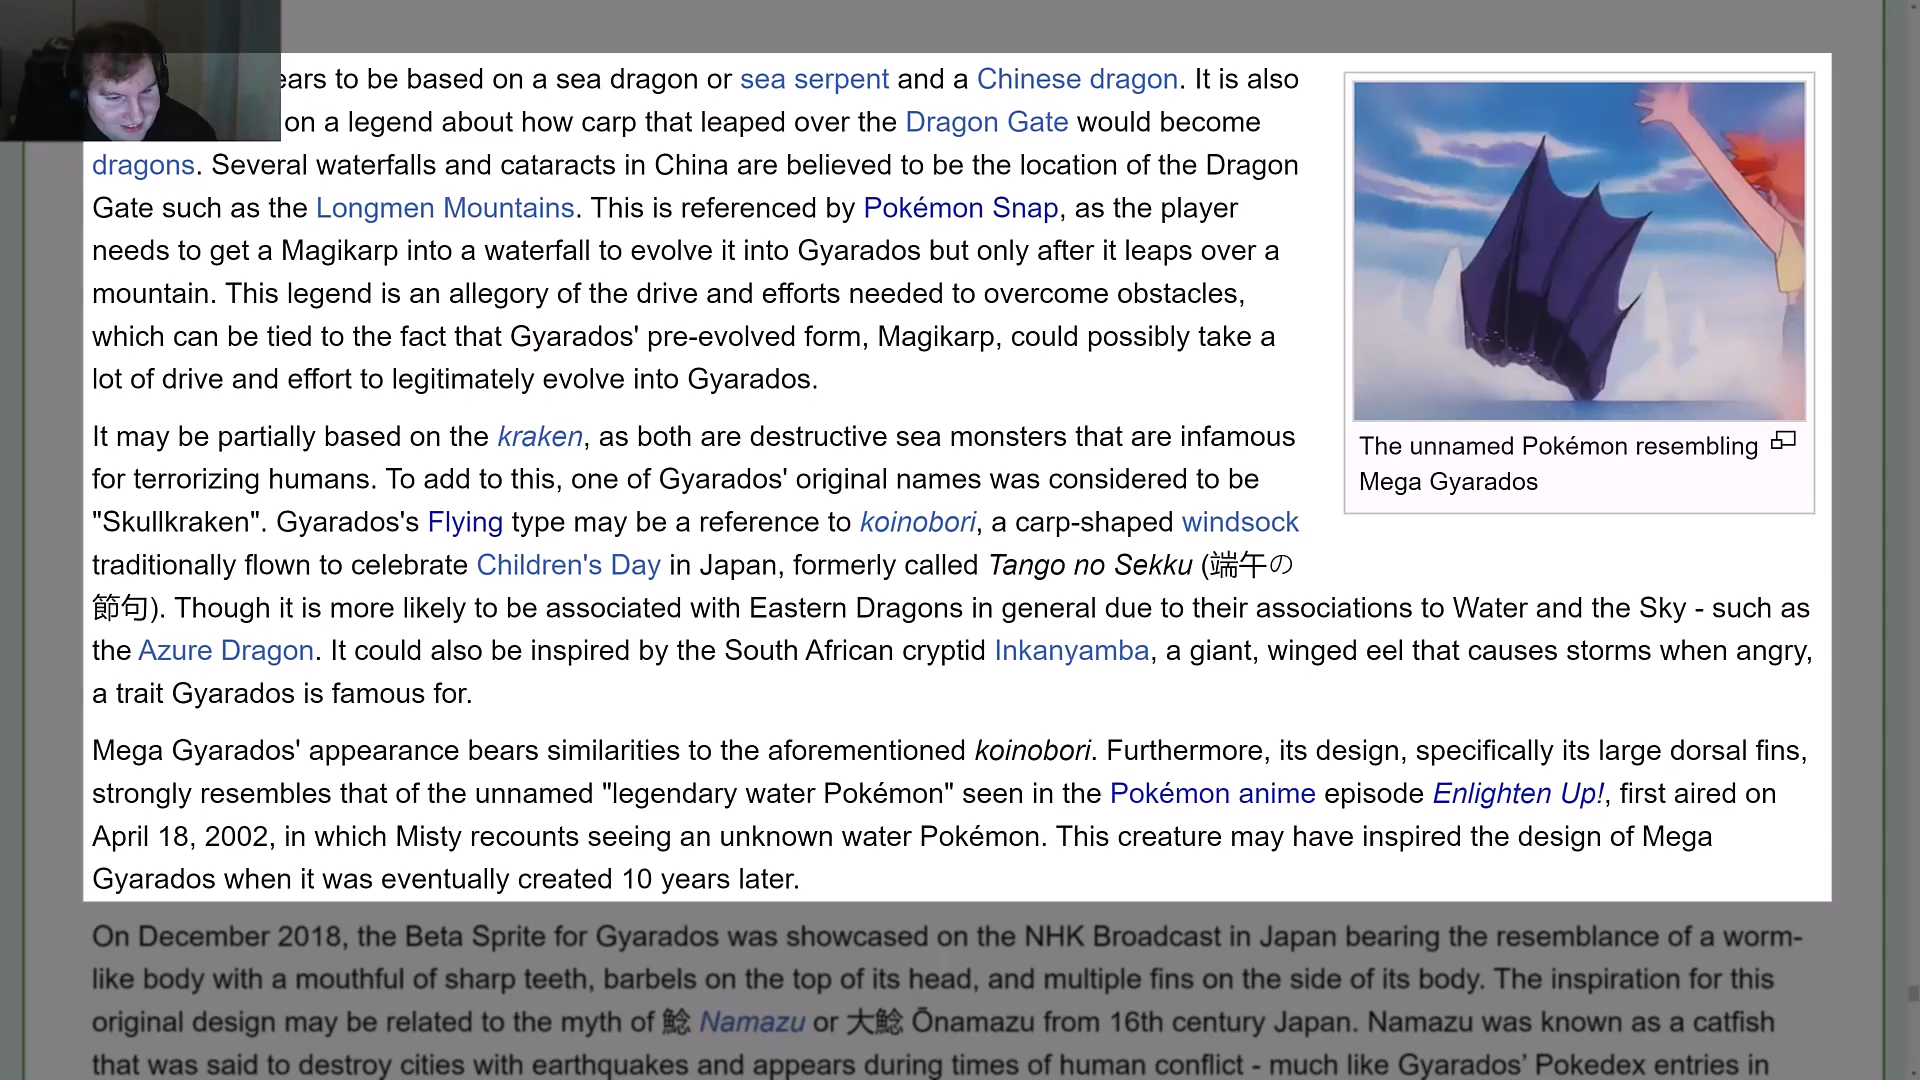 ears to be based on a sea dragon or sea serpent and a Chinese dragon. It is also
on a legend about how carp that leaped over the Dragon Gate would become
dragons. Several waterfalls and cataracts in China are believed to be the location of the Dragon
Gate such as the Longmen Mountains. This is referenced by Pokémon Snap, as the player
needs to get a Magikarp into a waterfall to evolve it into Gyarados but only after it leaps over a
mountain. This legend is an allegory of the drive and efforts needed to overcome obstacles,
which can be tied to the fact that Gyarados' pre-evolved form, Magikarp, could possibly take a
lot of drive and effort to legitimately evolve into Gyarados.
The unnamed Pokémon resembling
Mega Gyarados
It may be partially based on the kraken, as both are destructive sea monsters that are infamous
for terrorizing humans. To add to this, one of Gyarados' original names was considered to be
"Skullkraken". Gyarados's Flying type may be a reference to koinobori, a carp-shaped windsock
traditionally flown to celebrate Children's Day in Japan, formerly called Tango no Sekku (端午の
節句). Though it is more likely to be associated with Eastern Dragons in general due to their associations to Water and the Sky - such as
the Azure Dragon. It could also be inspired by the South African cryptid Inkanyamba, a giant, winged eel that causes storms when angry,
a trait Gyarados is famous for.
Mega Gyarados' appearance bears similarities to the aforementioned koinobori. Furthermore, its design, specifically its large dorsal fins,
strongly resembles that of the unnamed "legendary water Pokémon" seen in the Pokémon anime episode Enlighten Up!, first aired on
April 18, 2002, in which Misty recounts seeing an unknown water Pokémon. This creature may have inspired the design of Mega
Gyarados when it was eventually created 10 years later.
On December 2018, the Beta Sprite for Gyarados was showcased on the NHK Broadcast in Japan bearing the resemblance of a worm-
like body with a mouthful of sharp teeth, barbels on the top of its head, and multiple fins on the side of its body. The inspiration for this
original design may be related to the myth of 鯰 Namazu or 大鯰 Ōnamazu from 16th century Japan. Namazu was known as a catfish
that was said to destroy cities with earthquakes and appears during times of human conflict - much like Gyarados’ Pokedex entries in